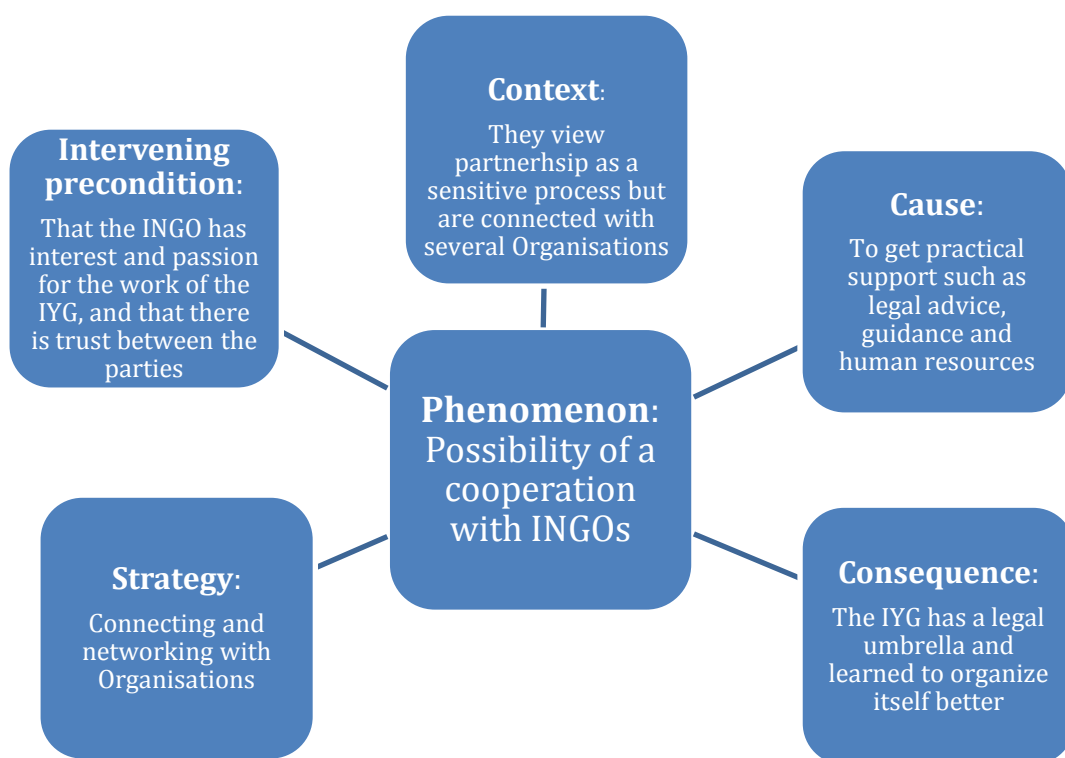 Context:
They view
partnerhsip as a
sensitive process but
are connected with
several Organisations
Intervening
precondition:
That the INGO has
interest and passion
for the work of the
IYG, and that there
is trust between the
parties
Cause:
To get practical
support such as
legal advice,
guidance and
human resources
Phenomenon:
Possibility of a
cooperation
with INGOs
Strategy:
Connecting and
networking with
Organisations
Consequence:
The IYG has a legal
umbrella and
learned to organize
itself better